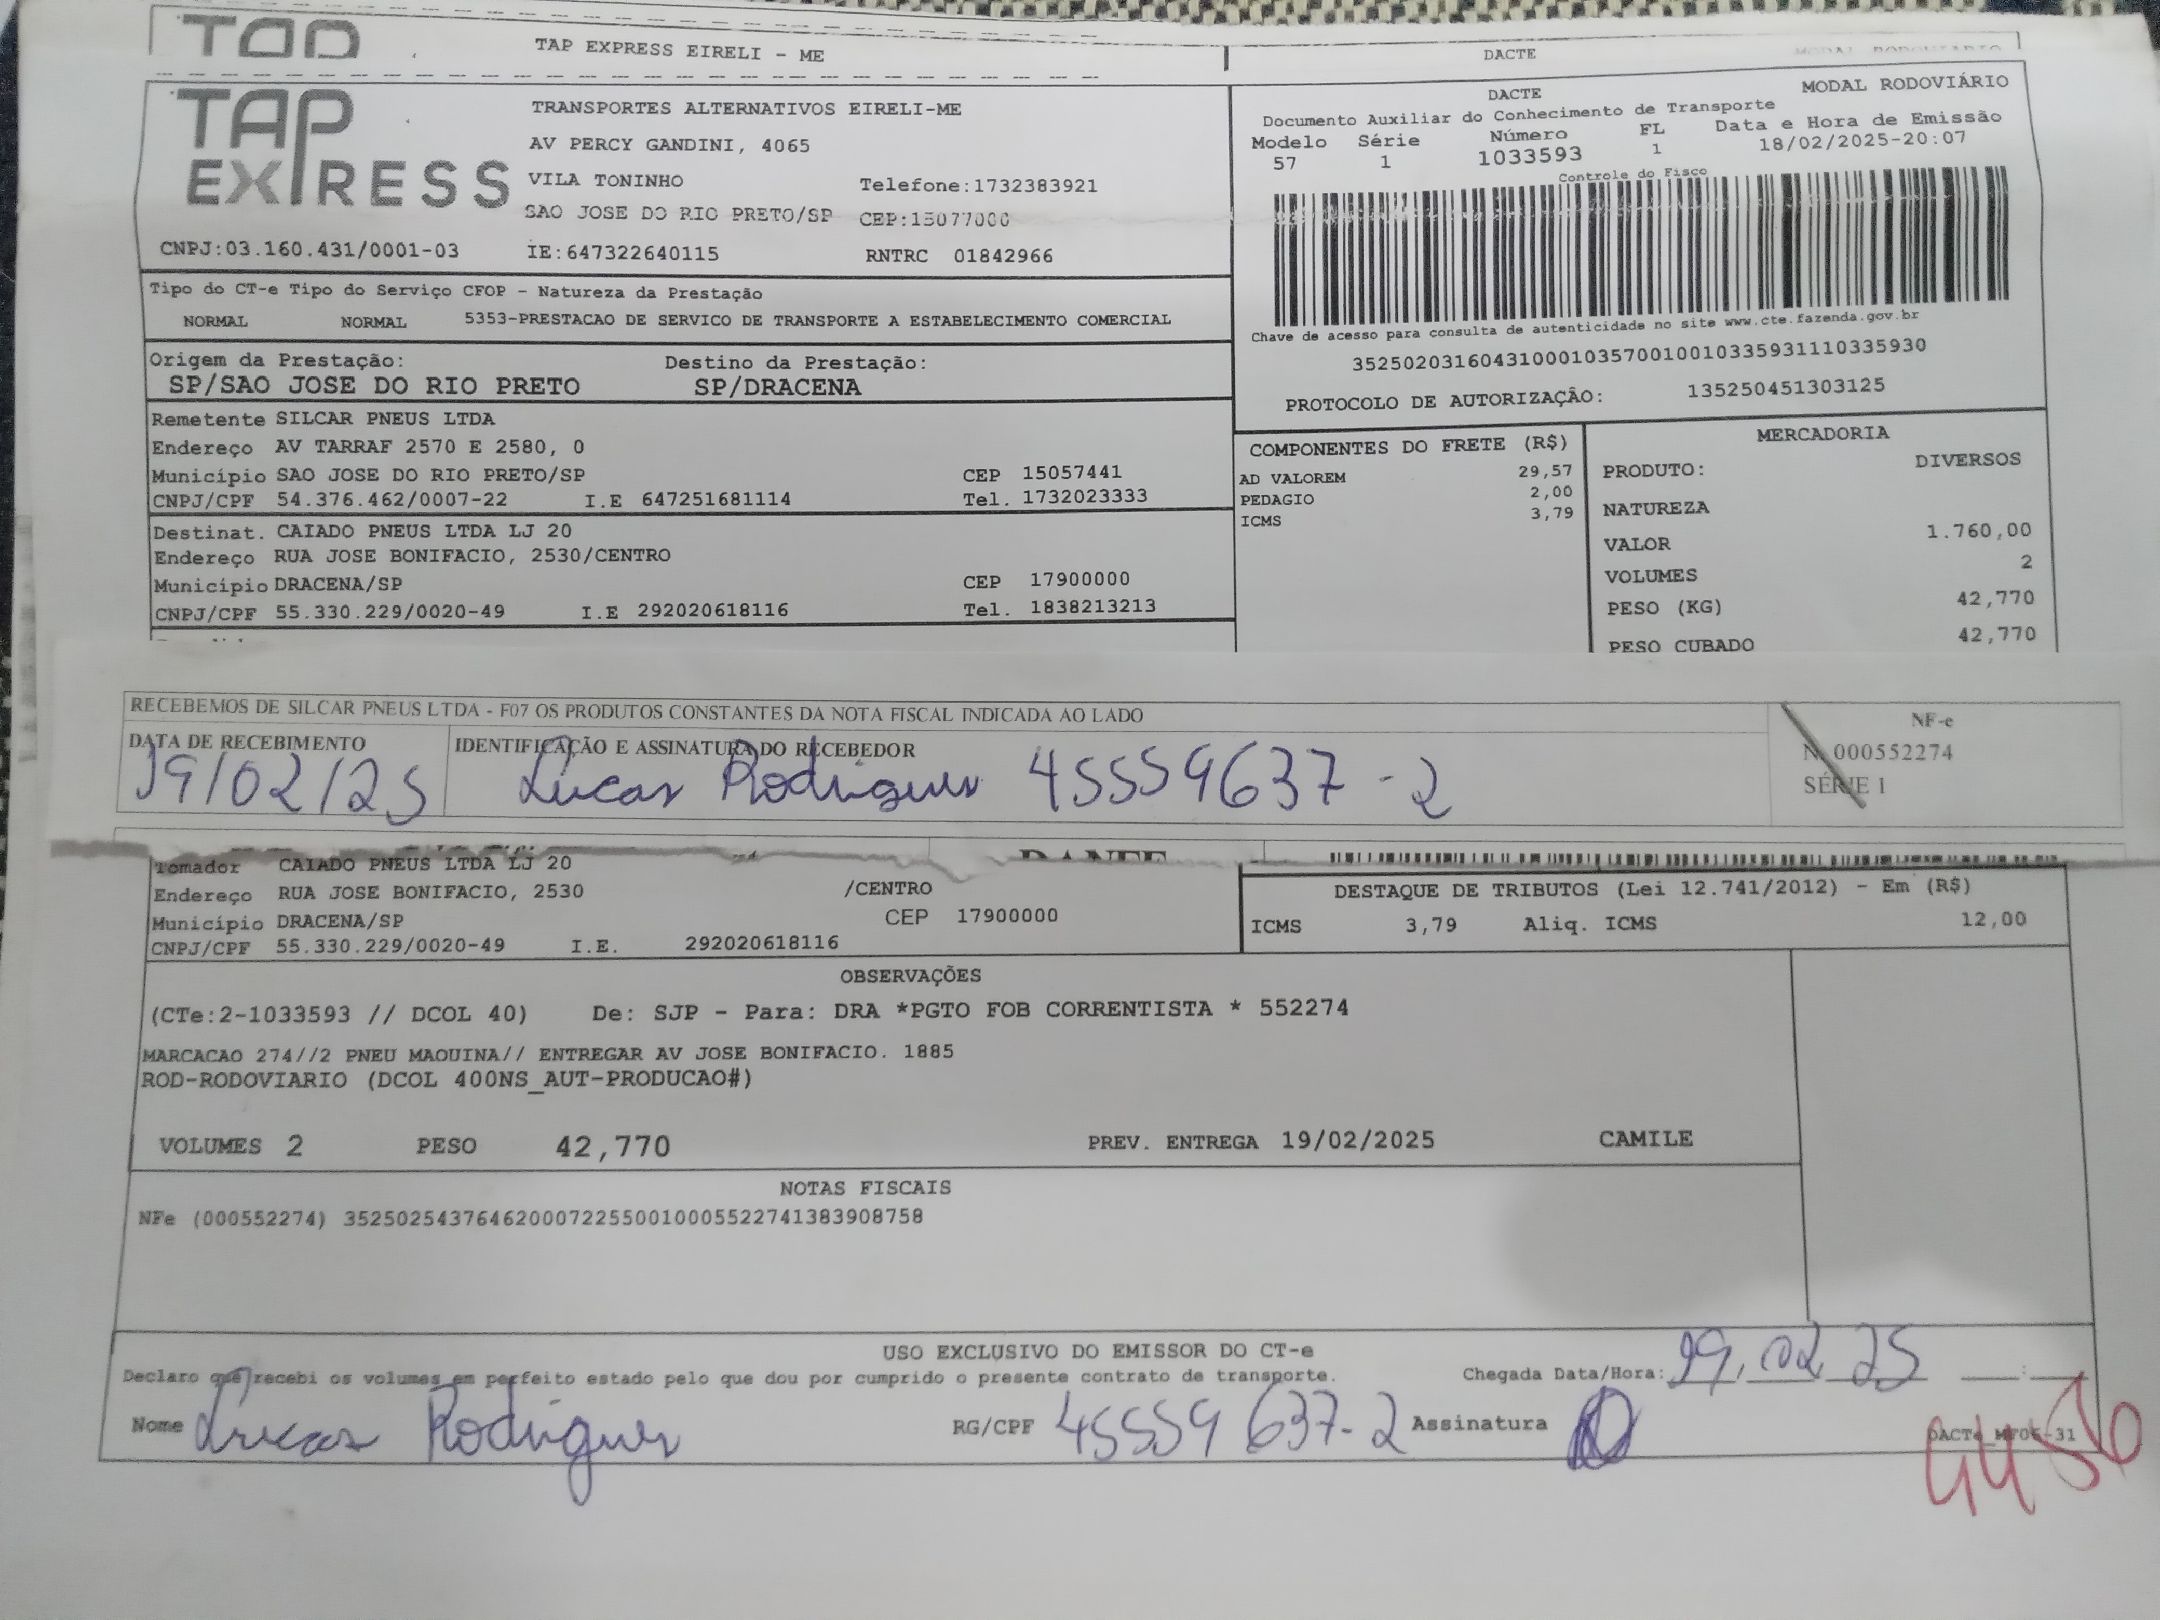 TAP EXPRESS EIRELI - ME
DACTE
TAP EXPRESS
TRANSPORTES ALTERNATIVOS EIRELI-ME
AV PERCY GANDINI, 4065
VILA TONINHO
Telefone:1732383921
SAO JOSE DO RIO PRETO/SP CEP:15077000
CNPJ:03.160.431/0001-03 IE:647322640115 RNTRC 01842966
DACTE MODAL RODOVIÁRIO
Documento Auxiliar do Conhecimento de Transporte
Modelo Série Número FL Data e Hora de Emissão
57 1 1033593 1 18/02/2025-20:07
Controle do Fisco
Chave de acesso para consulta de autenticidade no site www.cte.fazenda.gov.br
35250203160431000103570010010335931110335930
PROTOCOLO DE AUTORIZAÇÃO: 135250451303125
Tipo do CT-e Tipo do Serviço CFOP - Natureza da Prestação
NORMAL NORMAL 5353-PRESTACAO DE SERVICO DE TRANSPORTE A ESTABELECIMENTO COMERCIAL
Origem da Prestação: Destino da Prestação:
SP/SAO JOSE DO RIO PRETO SP/DRACENA
Remetente SILCAR PNEUS LTDA
Endereço AV TARRAF 2570 E 2580, 0
Município SAO JOSE DO RIO PRETO/SP CEP 15057441
CNPJ/CPF 54.376.462/0007-22 I.E 647251681114 Tel. 1732023333
Destinat. CAIADO PNEUS LTDA LJ 20
Endereço RUA JOSE BONIFACIO, 2530/CENTRO
Município DRACENA/SP CEP 17900000
CNPJ/CPF 55.330.229/0020-49 I.E 292020618116 Tel. 1838213213
COMPONENTES DO FRETE (R$)
AD VALOREM 29,57
PEDAGIO 2,00
ICMS 3,79
MERCADORIA
PRODUTO: DIVERSOS
NATUREZA
VALOR 1.760,00
VOLUMES 2
PESO (KG) 42,770
PESO CUBADO 42,770
RECEBEMOS DE SILCAR PNEUS LTDA - F07 OS PRODUTOS CONSTANTES DA NOTA FISCAL INDICADA AO LADO
DATA DE RECEBIMENTO IDENTIFICAÇÃO E ASSINATURA DO RECEBEDOR
19/02/25 Lucas Rodrigues 45559637-2
NF-e
N. 000552274
SÉRIE 1
Tomador CAIADO PNEUS LTDA LJ 20
Endereço RUA JOSE BONIFACIO, 2530 /CENTRO
Município DRACENA/SP CEP 17900000
CNPJ/CPF 55.330.229/0020-49 I.E. 292020618116
DESTAQUE DE TRIBUTOS (Lei 12.741/2012) - Em (R$)
ICMS 3,79 Aliq. ICMS 12,00
OBSERVAÇÕES
(CTe:2-1033593 // DCOL 40) De: SJP - Para: DRA *PGTO FOB CORRENTISTA * 552274
MARCACAO 274//2 PNEU MAQUINA// ENTREGAR AV JOSE BONIFACIO. 1885
ROD-RODOVIARIO (DCOL 400NS_AUT-PRODUCAO#)
VOLUMES 2 PESO 42,770 PREV. ENTREGA 19/02/2025 CAMILE
NOTAS FISCAIS
NFe (000552274) 35250254376462000722550010005522741383908758
USO EXCLUSIVO DO EMISSOR DO CT-e
Declaro que recebi os volumes em perfeito estado pelo que dou por cumprido o presente contrato de transporte. Chegada Data/Hora: 19/02/25
Nome Lucas Rodrigues RG/CPF 45559637-2 Assinatura